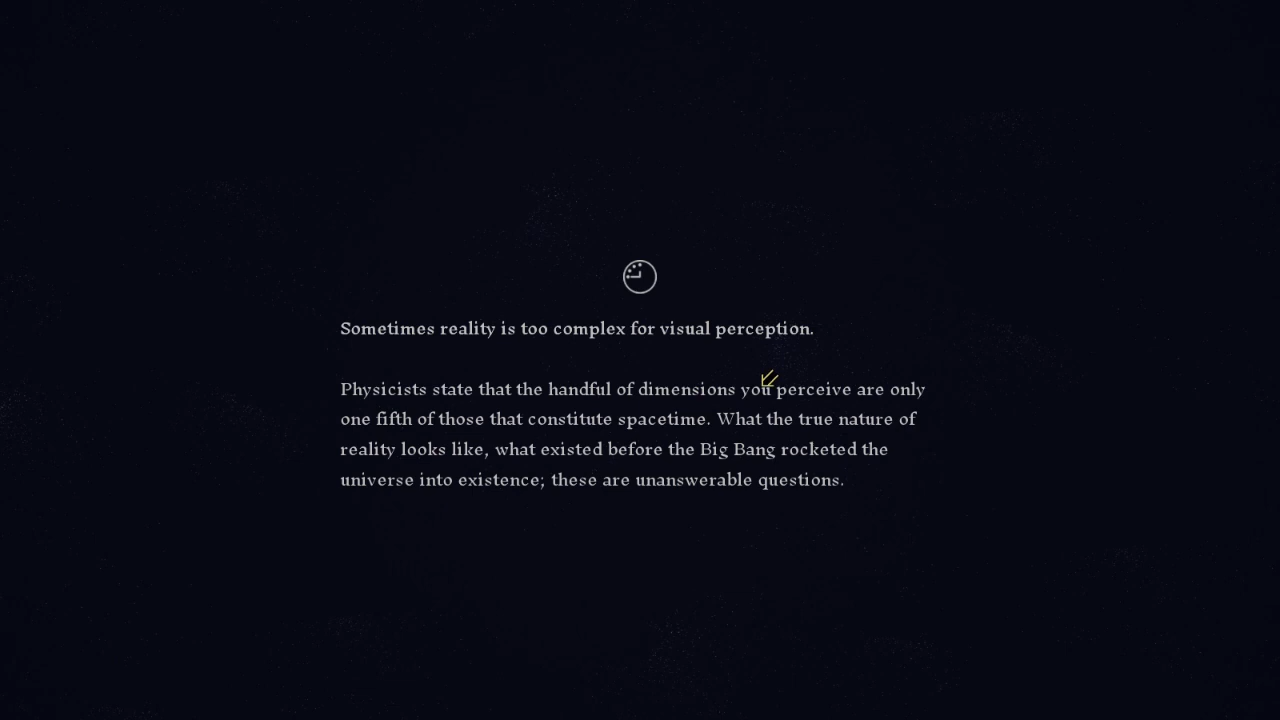 Sometimes reality is too complex for visual perception.
Physicists state that the handful of dimensions you perceive are only
one fifth of those that constitute spacetime. What the true nature of
reality looks like, what existed before the Big Bang rocketed the
universe into existence; these are unanswerable questions.